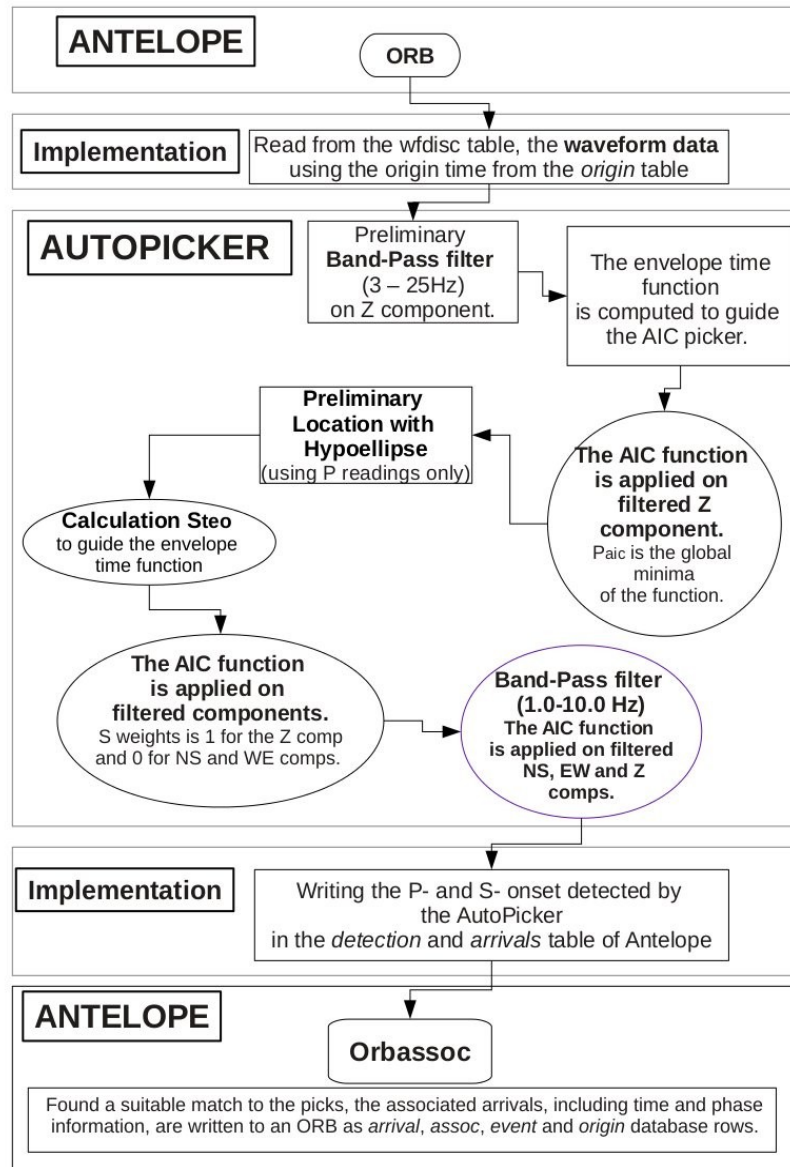 ANTELOPE
ORB
Implementation
Read from the wfdisc table, the waveform data
using the origin time from the origin table
AUTOPICKER
Preliminary
Band-Pass filter
(3 – 25Hz)
on Z component.
The envelope time
function
is computed to guide
the AIC picker.
The AIC function
is applied on
filtered Z
component.
Paic is the global
minima
of the function.
Preliminary
Location with
Hypoellipse
(using P readings only)
Calculation Steo
to guide the envelope
time function
The AIC function
is applied on
filtered components.
S weights is 1 for the Z comp
and 0 for NS and WE comps.
Band-Pass filter
(1.0-10.0 Hz)
The AIC function
is applied on filtered
NS, EW and Z
comps.
Implementation
Writing the P- and S- onset detected by
the AutoPicker
in the detection and arrivals table of Antelope
ANTELOPE
Orbassoc
Found a suitable match to the picks, the associated arrivals, including time and phase
information, are written to an ORB as arrival, assoc, event and origin database rows.